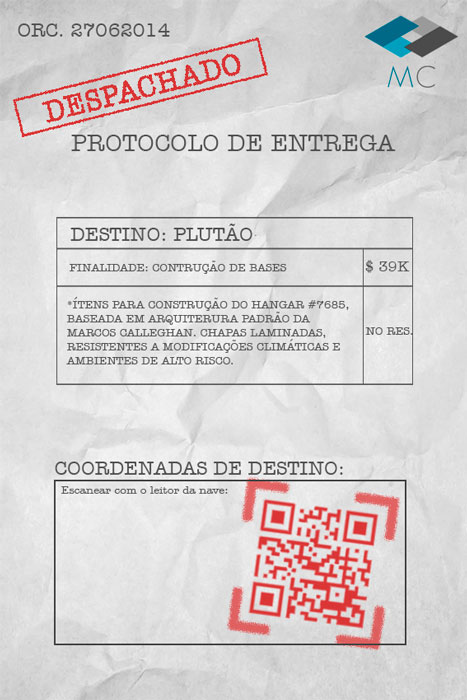 ORC. 27062014
MC
DESPACHADO
PROTOCOLO DE ENTREGA
DESTINO: PLUTÃO
FINALIDADE: CONTRUÇÃO DE BASES
$ 39K
*ÍTENS PARA CONSTRUÇÃO DO HANGAR #7685,
BASEADA EM ARQUITERURA PADRÃO DA
MARCOS CALLEGHAN. CHAPAS LAMINADAS,
RESISTENTES A MODIFICAÇÕES CLIMÁTICAS E
AMBIENTES DE ALTO RISCO.
NO RES.
COORDENADAS DE DESTINO:
Escanear com o leitor da nave: